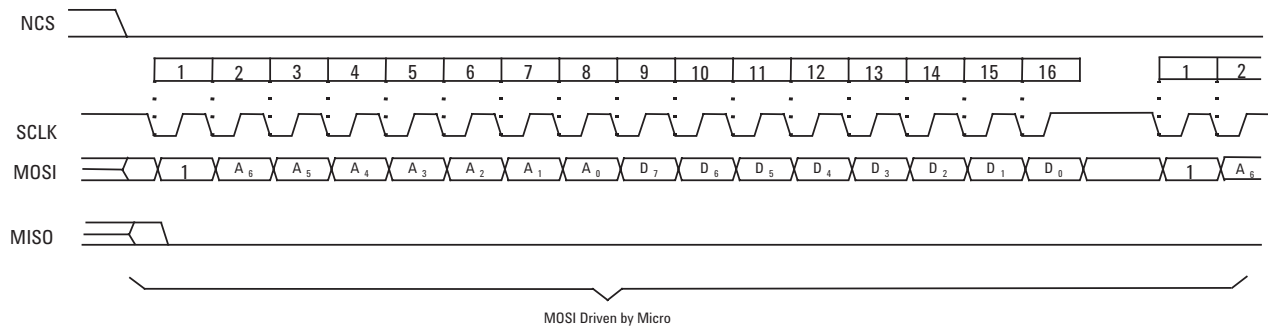 NCS
1 2 3 4 5 6 7 8 9 10 11 12 13 14 15 16 1 2
SCLK
MOSI 1 A6 A5 A4 A3 A2 A1 A0 D7 D6 D5 D4 D3 D2 D1 D0 1 A6
MISO
MOSI Driven by Micro